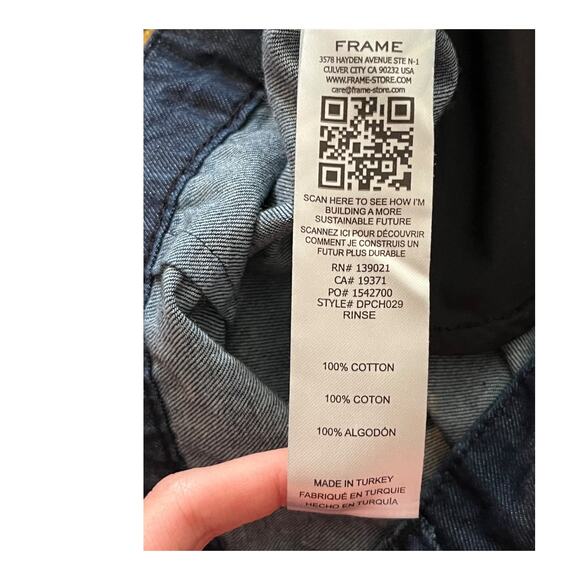 FRAME
3578 HAYDEN AVENUE STE N-1
CULVER CITY CA 90232 USA
WWW.FRAME-STORE.COM
care@frame-store.com
SCAN HERE TO SEE HOW I'M
BUILDING A MORE
SUSTAINABLE FUTURE
SCANNEZ ICI POUR DÉCOUVRIR
COMMENT JE CONSTRUIS UN
FUTUR PLUS DURABLE
RN# 139021
CA# 19371
PO# 1542700
STYLE# DPCH029
RINSE
100% COTTON
100% COTON
100% ALGODÓN
MADE IN TURKEY
FABRIQUÉ EN TURQUIE
HECHO EN TURQUÍA